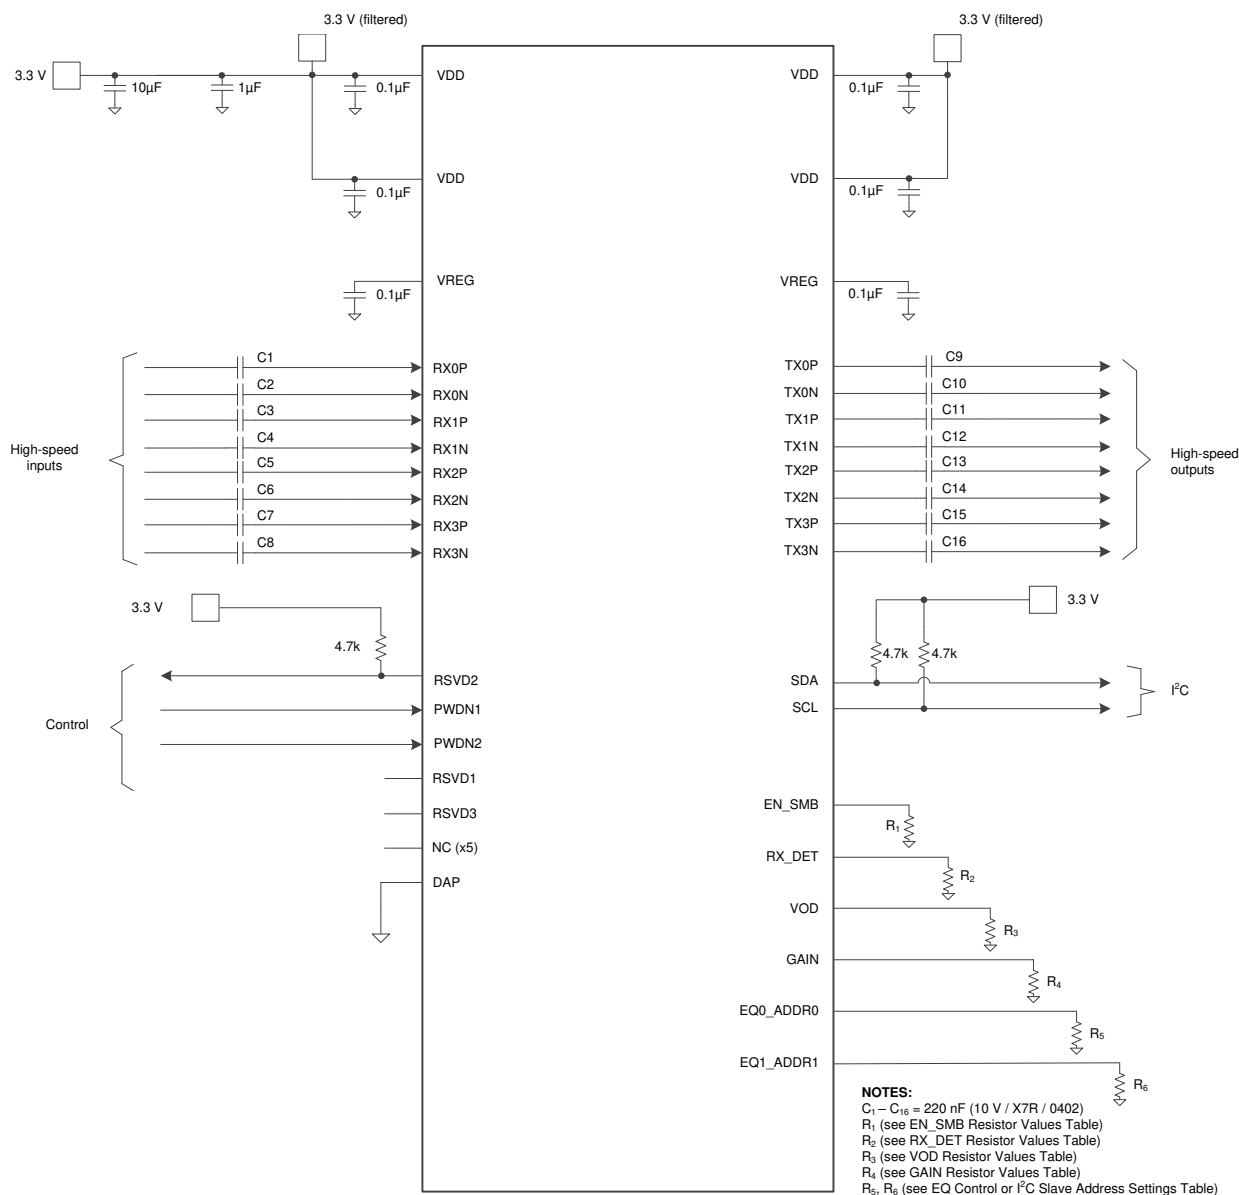 3.3 V (filtered)
3.3 V (filtered)
3.3 V
10µF
1µF
0.1µF
VDD
VDD
0.1µF
0.1µF
VDD
VDD
0.1µF
0.1µF
VREG
VREG
0.1µF
High-speed
inputs
C1
RX0P
C2
RX0N
C3
RX1P
C4
RX1N
C5
RX2P
C6
RX2N
C7
RX3P
C8
RX3N
TX0P
C9
TX0N
C10
TX1P
C11
TX1N
C12
TX2P
C13
TX2N
C14
TX3P
C15
TX3N
C16
High-speed
outputs
3.3 V
4.7k
Control
RSVD2
PWDN1
PWDN2
RSVD1
RSVD3
NC (x5)
DAP
3.3 V
4.7k
4.7k
SDA
SCL
I²C
EN_SMB
R₁
RX_DET
R₂
VOD
R₃
GAIN
R₄
EQ0_ADDR0
R₅
EQ1_ADDR1
R₆
NOTES:
C₁ – C₁₆ = 220 nF (10 V / X7R / 0402)
R₁ (see EN_SMB Resistor Values Table)
R₂ (see RX_DET Resistor Values Table)
R₃ (see VOD Resistor Values Table)
R₄ (see GAIN Resistor Values Table)
R₅, R₆ (see EQ Control or I²C Slave Address Settings Table)